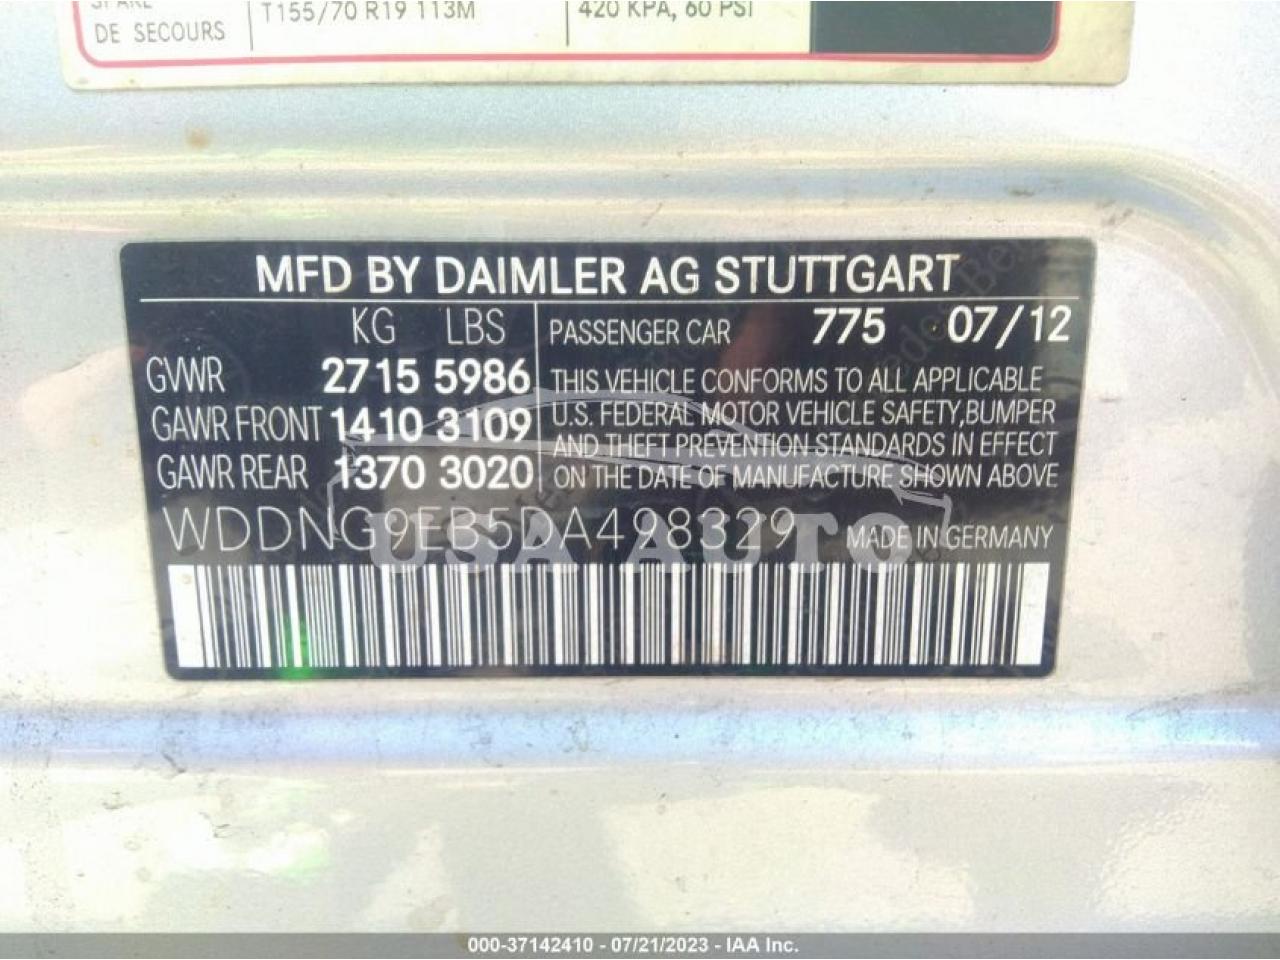 SPARE
DE SECOURS
T155/70 R19 113M
420 KPA, 60 PSI
MFD BY DAIMLER AG STUTTGART
KG LBS
PASSENGER CAR 775 07/12
GVWR 2715 5986
GAWR FRONT 1410 3109
GAWR REAR 1370 3020
THIS VEHICLE CONFORMS TO ALL APPLICABLE
U.S. FEDERAL MOTOR VEHICLE SAFETY,BUMPER
AND THEFT PREVENTION STANDARDS IN EFFECT
ON THE DATE OF MANUFACTURE SHOWN ABOVE
WDDNG9EB5DA498329 MADE IN GERMANY
USA AUTO
000-37142410 - 07/21/2023 - IAA Inc.